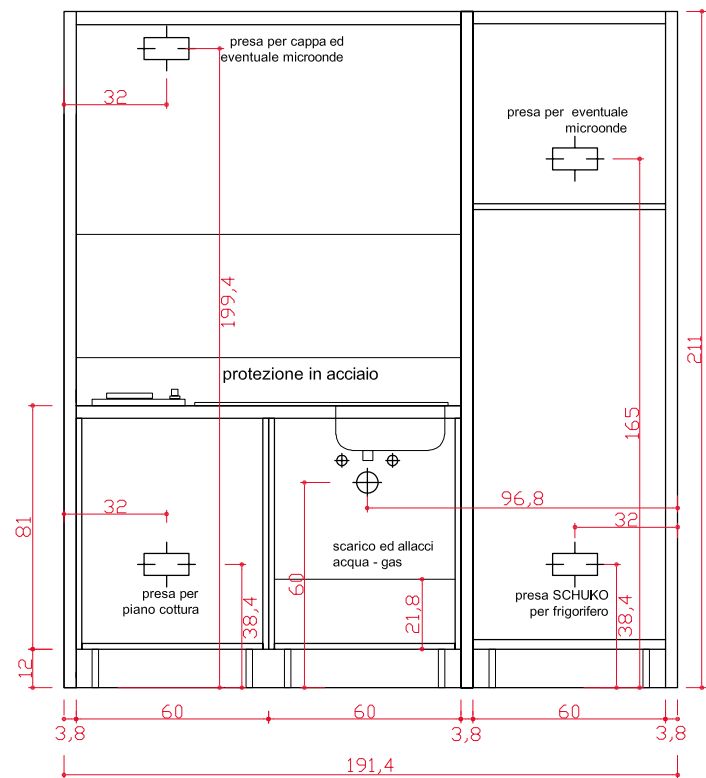 presa per cappa ed
eventuale microonde
32
presa per eventuale
microonde
199,4
211
protezione in acciaio
165
96,8
32
32
81
scarico ed allacci
acqua - gas
60
presa per
piano cottura
38,4
21,8
presa SCHUKO
per frigorifero
38,4
12
60
60
60
3,8
3,8
3,8
191,4